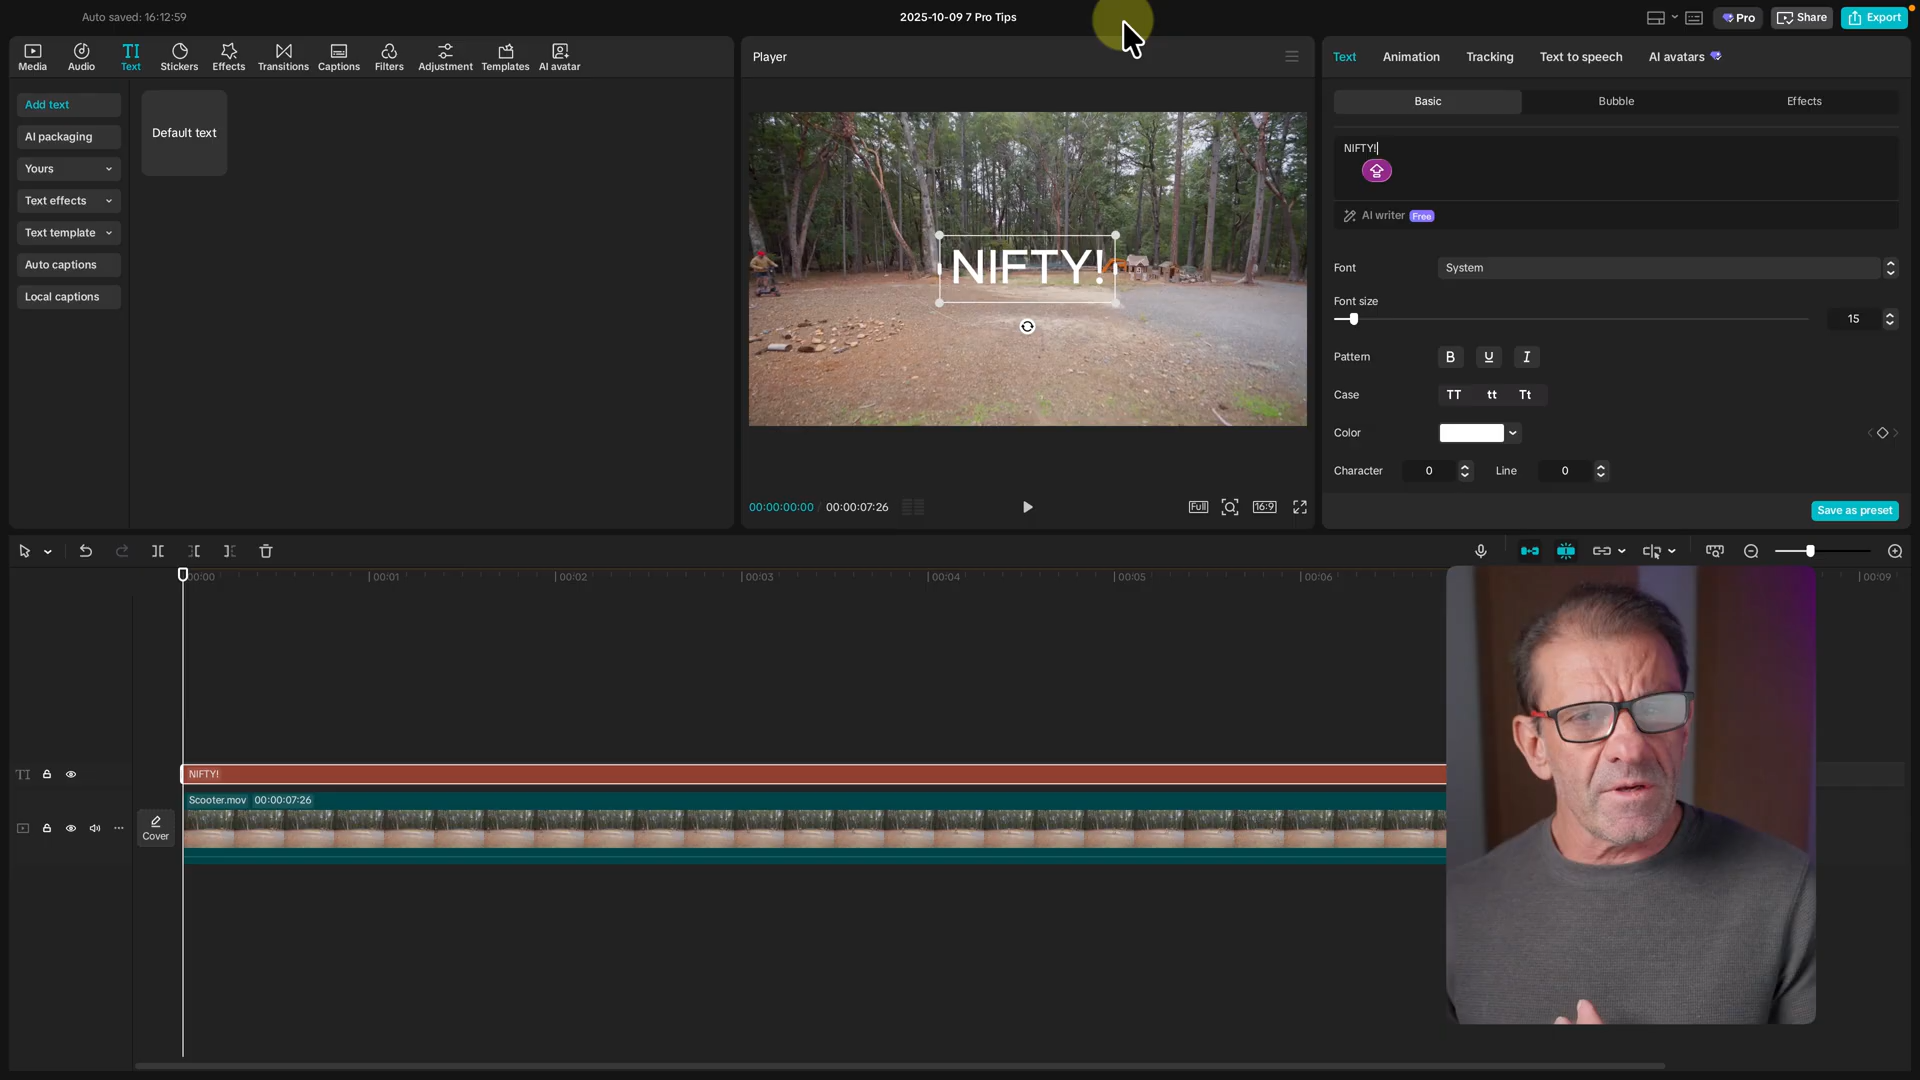 Auto saved: 16:12:59
2025-10-09 7 Pro Tips
Pro
Share
Export
Media
Audio
TI
Text
Stickers
Effects
Transitions
Captions
Filters
Adjustment
Templates
AI avatar
Add text
AI packaging
Yours
Text effects
Text template
Auto captions
Local captions
Default text
Player
NIFTY!
00:00:00:00 / 00:00:07:26
Full
16:9
Text
Animation
Tracking
Text to speech
AI avatars
Basic
Bubble
Effects
NIFTY!
AI writer Free
Font
System
Font size
15
Pattern
B U I
Case
TT tt Tt
Color
Character 0
Line 0
Save as preset
00:00
00:01
00:02
00:03
00:04
00:05
00:06
00:09
TI
NIFTY!
Scooter.mov 00:00:07:26
Cover